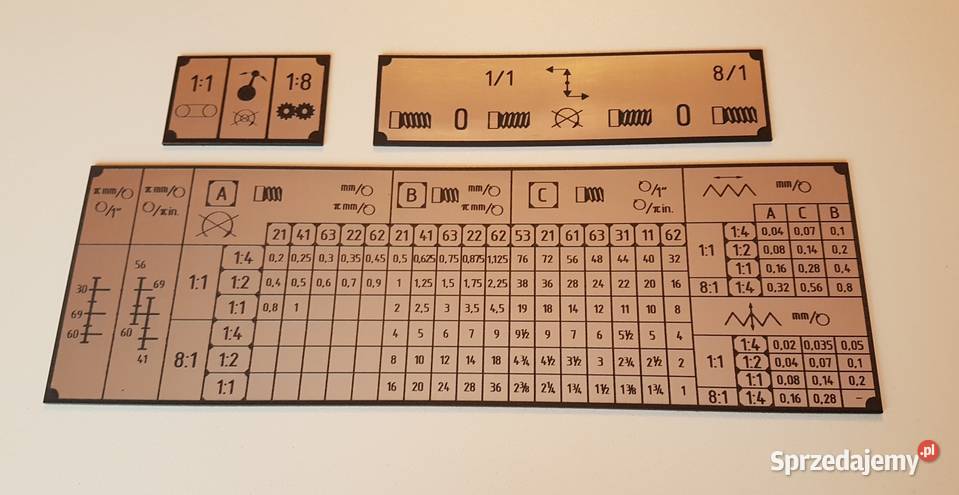 1:1 1:8
1/1 8/1
0 0
π mm/O π mm/O A mm/O B mm/O C O/1" mm/O
O/1" O/π in. π mm/O π mm/O O/π in.
A C B
21 41 63 22 62 21 41 63 22 62 53 21 61 63 31 11 62
1:1 1:4 0,2 0,25 0,3 0,35 0,45 0,5 0,625 0,75 0,875 1,125 76 72 56 48 44 40 32
1:2 0,4 0,5 0,6 0,7 0,9 1 1,25 1,5 1,75 2,25 38 36 28 24 22 20 16
1:1 0,8 1 2 2,5 3 3,5 4,5 19 18 14 12 11 10 8
8:1 1:4 4 5 6 7 9 9½ 9 7 6 5½ 5 4
1:2 8 10 12 14 18 4¾ 4½ 3½ 3 2¾ 2½ 2
1:1 16 20 24 28 36 2⅜ 2¼ 1¾ 1½ 1⅜ 1¾ 1
1:1 1:4 0,04 0,07 0,1
1:2 0,08 0,14 0,2
1:1 0,16 0,28 0,4
8:1 1:4 0,32 0,56 0,8
mm/O
1:1 1:4 0,02 0,035 0,05
1:2 0,04 0,07 0,1
1:1 0,08 0,14 0,2
8:1 1:4 0,16 0,28 -
30
69
60
56
69
60
41
Sprzedajemy.pl